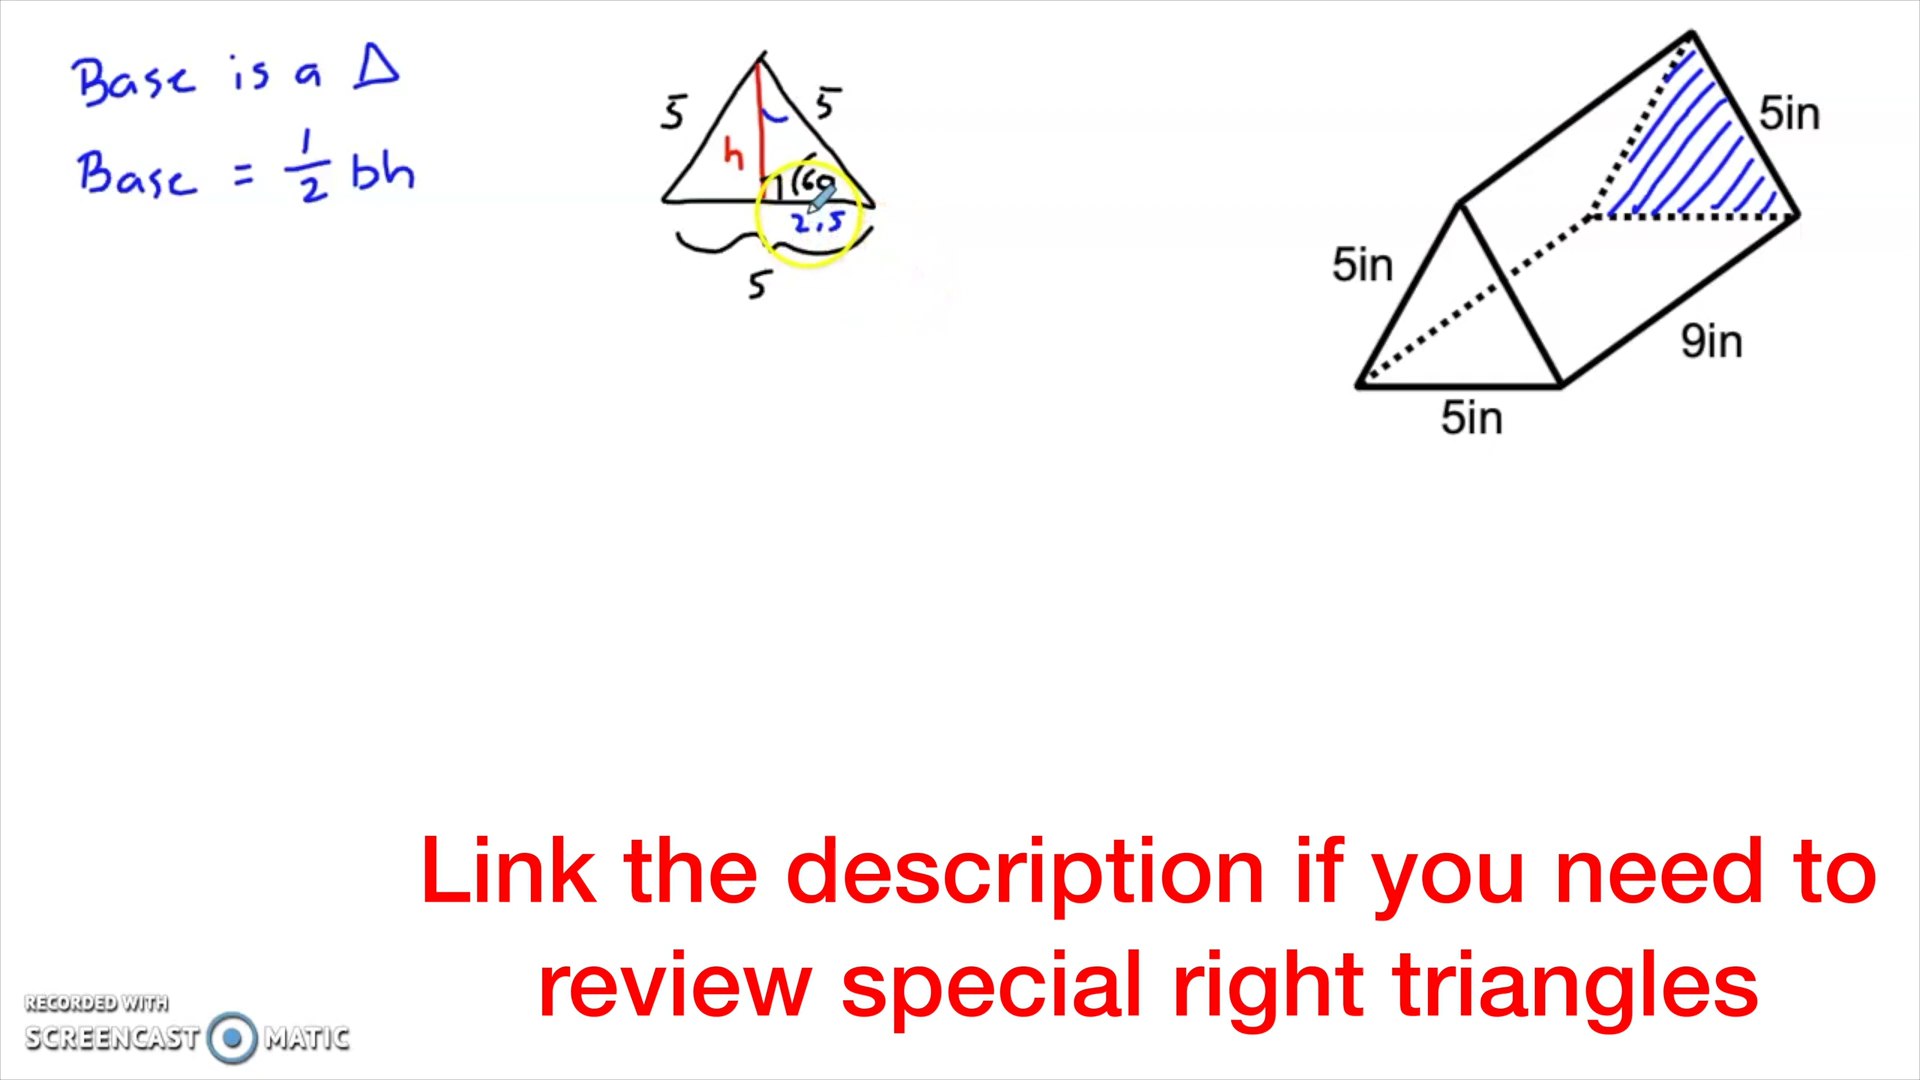 Base is a Δ
Base = 1/2 bh
5
5
h
60
2.5
5
5in
5in
9in
5in
Link the description if you need to
review special right triangles
RECORDED WITH
SCREENCAST MATIC